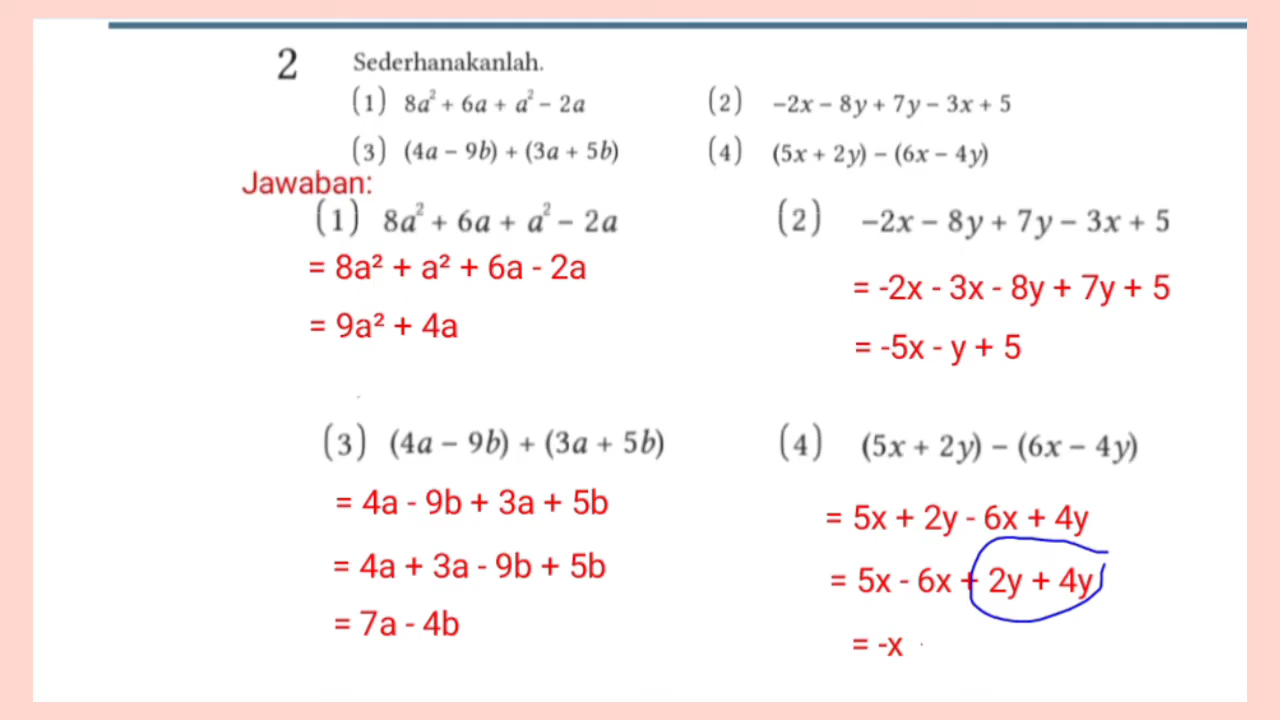 2 Sederhanakanlah.
(1) 8a² + 6a + a² – 2a (2) –2x – 8y + 7y – 3x + 5
(3) (4a – 9b) + (3a + 5b) (4) (5x + 2y) – (6x – 4y)
Jawaban:
(1) 8a² + 6a + a² – 2a
= 8a² + a² + 6a - 2a
= 9a² + 4a
(2) –2x – 8y + 7y – 3x + 5
= -2x - 3x - 8y + 7y + 5
= -5x - y + 5
(3) (4a – 9b) + (3a + 5b)
= 4a - 9b + 3a + 5b
= 4a + 3a - 9b + 5b
= 7a - 4b
(4) (5x + 2y) – (6x – 4y)
= 5x + 2y - 6x + 4y
= 5x - 6x + 2y + 4y
= -x